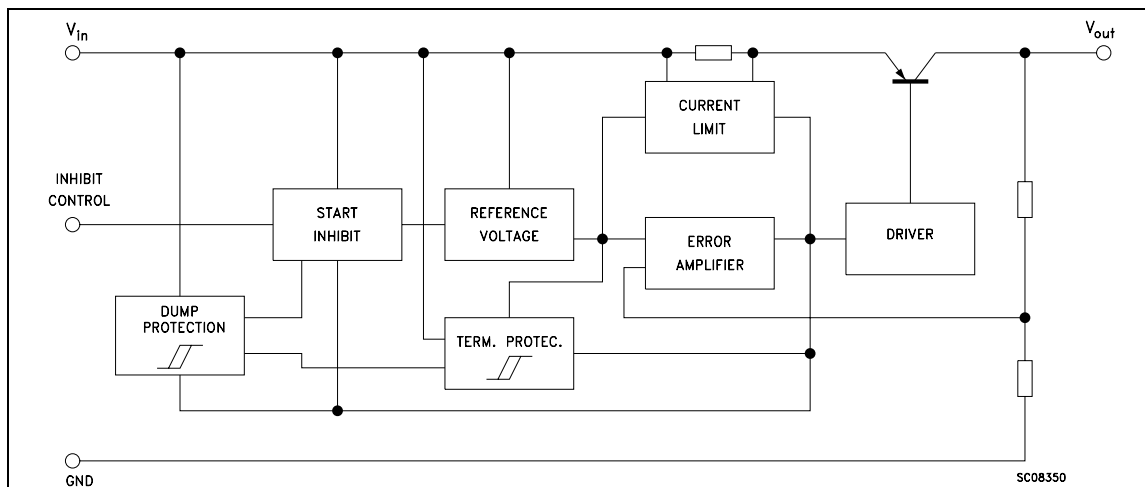 Vin
Vout
CURRENT
LIMIT
INHIBIT
CONTROL
START
INHIBIT
REFERENCE
VOLTAGE
ERROR
AMPLIFIER
DRIVER
DUMP
PROTECTION
TERM. PROTEC.
GND
SC08350